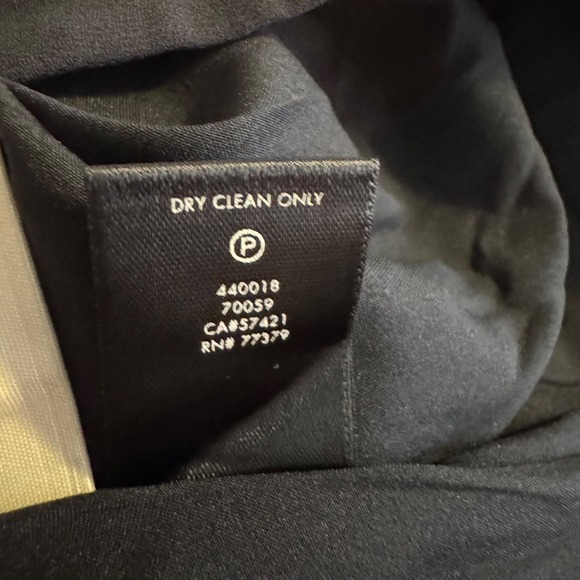 DRY CLEAN ONLY
P
440018
70059
CA#57421
RN# 77379